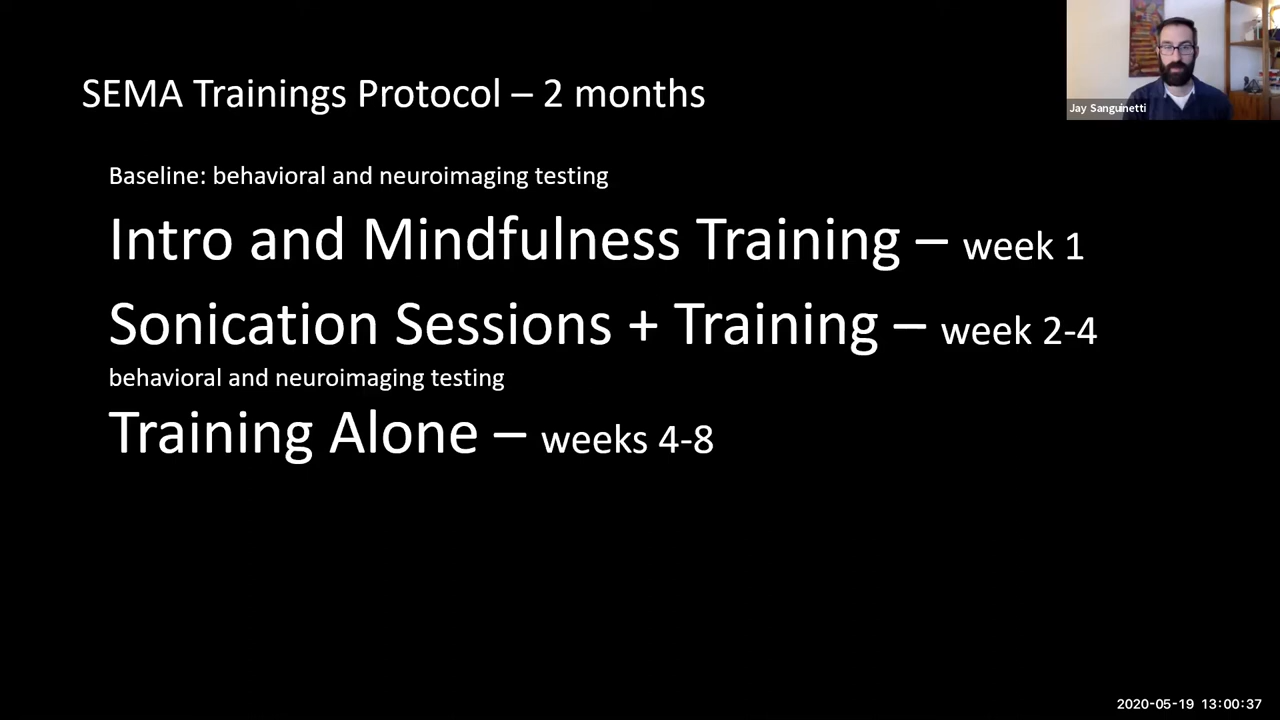 SEMA Trainings Protocol – 2 months
Jay Sanguinetti
Baseline: behavioral and neuroimaging testing
Intro and Mindfulness Training – week 1
Sonication Sessions + Training – week 2-4
behavioral and neuroimaging testing
Training Alone – weeks 4-8
2020-05-19 13:00:37